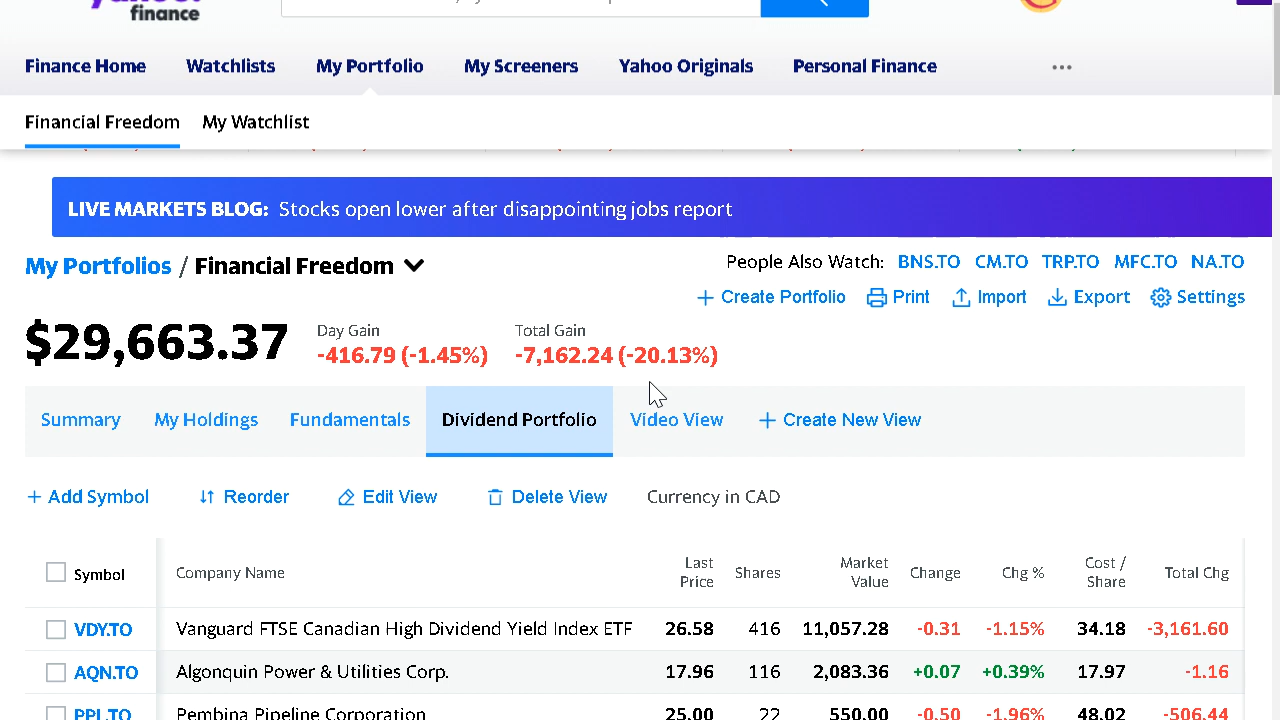 finance
Finance Home Watchlists My Portfolio My Screeners Yahoo Originals Personal Finance ...
Financial Freedom My Watchlist
LIVE MARKETS BLOG: Stocks open lower after disappointing jobs report
My Portfolios / Financial Freedom
People Also Watch: BNS.TO CM.TO TRP.TO MFC.TO NA.TO
+ Create Portfolio Print Import Export Settings
$29,663.37
Day Gain
-416.79 (-1.45%)
Total Gain
-7,162.24 (-20.13%)
Summary My Holdings Fundamentals Dividend Portfolio Video View + Create New View
+ Add Symbol Reorder Edit View Delete View Currency in CAD
Symbol Company Name Last Price Shares Market Value Change Chg % Cost / Share Total Chg
VDY.TO Vanguard FTSE Canadian High Dividend Yield Index ETF 26.58 416 11,057.28 -0.31 -1.15% 34.18 -3,161.60
AQN.TO Algonquin Power & Utilities Corp. 17.96 116 2,083.36 +0.07 +0.39% 17.97 -1.16
PPL.TO Pembina Pipeline Corporation 25.00 22 550.00 -0.50 -1.96% 48.02 -506.44